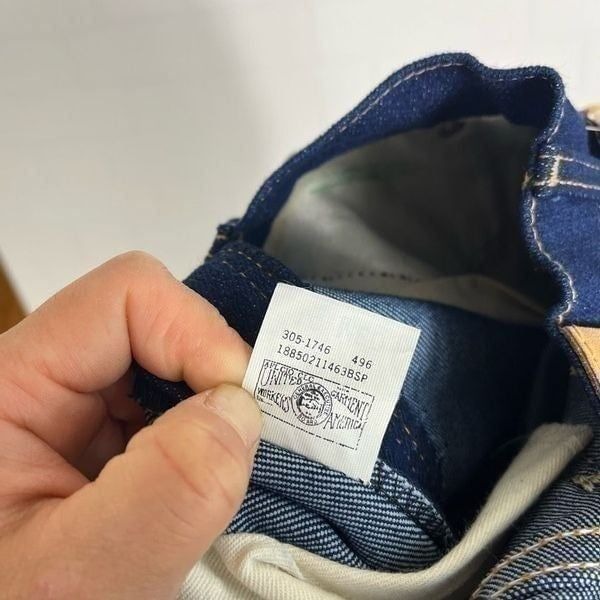 305-1746 496
18850211463BSP
UNITED GARMENT
WORKERS AMERICA